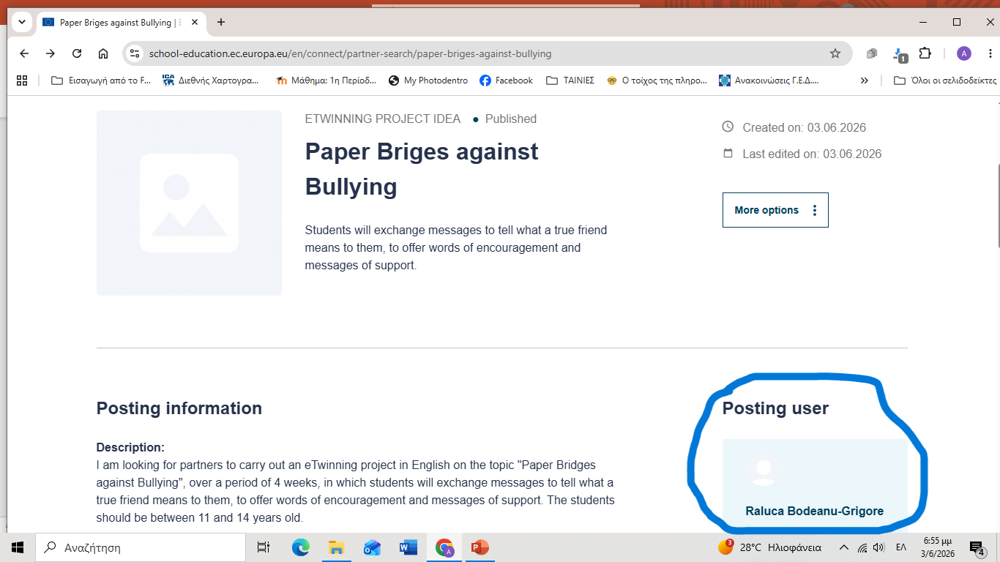 Paper Briges against Bullying | E
school-education.ec.europa.eu/en/connect/partner-search/paper-briges-against-bullying
A
1
Εισαγωγή από το F...
Διεθνής Χαρτογρα...
Μάθημα: 1η Περίοδ...
My Photodentro
Facebook
ΤΑΙΝΙΕΣ
Ο τοίχος της πληρο...
Ανακοινώσεις Γ.Ε.Δ....
»
Όλοι οι σελιδοδείκτες
ETWINNING PROJECT IDEA ● Published
Paper Briges against
Bullying
Students will exchange messages to tell what a true friend
means to them, to offer words of encouragement and
messages of support.
Created on: 03.06.2026
Last edited on: 03.06.2026
More options
Posting information
Description:
I am looking for partners to carry out an eTwinning project in English on the topic "Paper Bridges
against Bullying", over a period of 4 weeks, in which students will exchange messages to tell what a
true friend means to them, to offer words of encouragement and messages of support. The students
should be between 11 and 14 years old.
Posting user
Raluca Bodeanu-Grigore
Αναζήτηση
3
28°C Ηλιοφάνεια
ΕΛ
6:55 μμ
3/6/2026
4